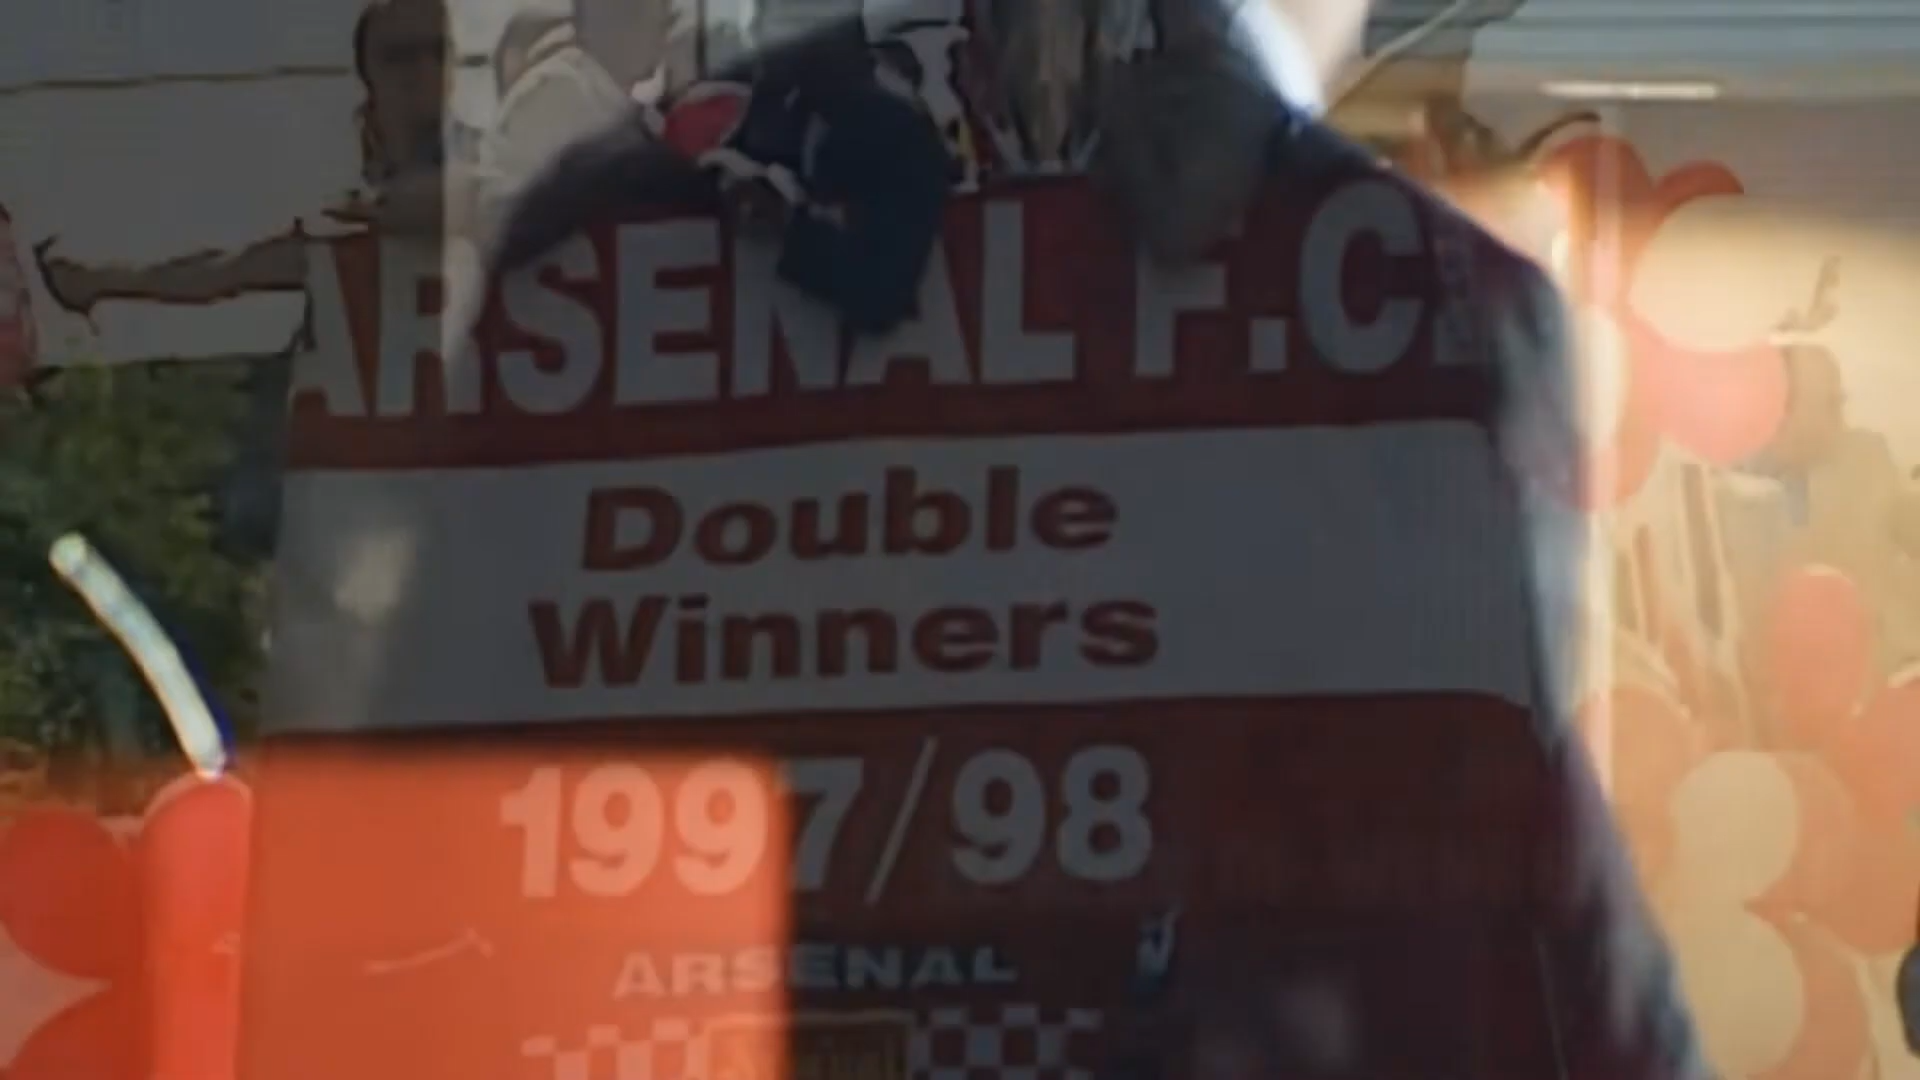 ARSENAL F.C.
Double
Winners
1997/98
ARSENAL